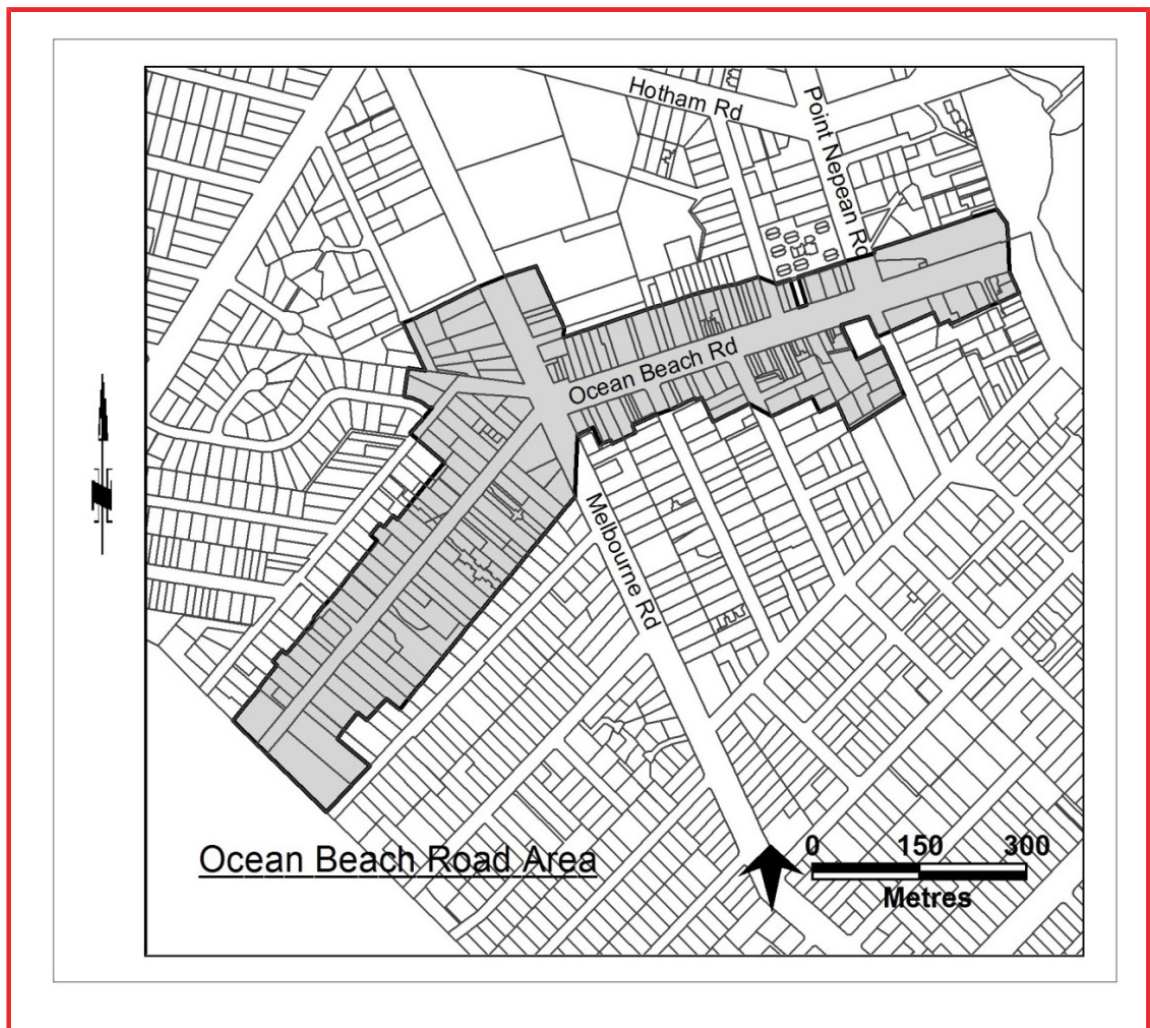 Hotham Rd
Point Nepean Rd
Ocean Beach Rd
Melbourne Rd
Ocean Beach Road Area
0 150 300
Metres